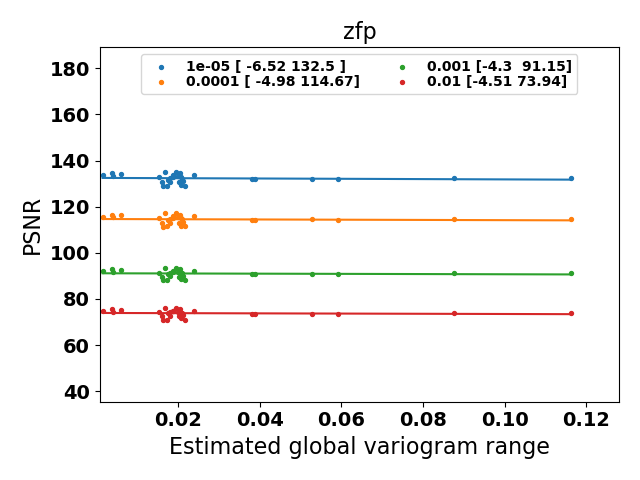 zfp
1e-05 [ -6.52 132.5 ]
0.0001 [ -4.98 114.67]
0.001 [-4.3  91.15]
0.01 [-4.51 73.94]
180
160
140
120
100
80
60
40
PSNR
0.02 0.04 0.06 0.08 0.10 0.12
Estimated global variogram range